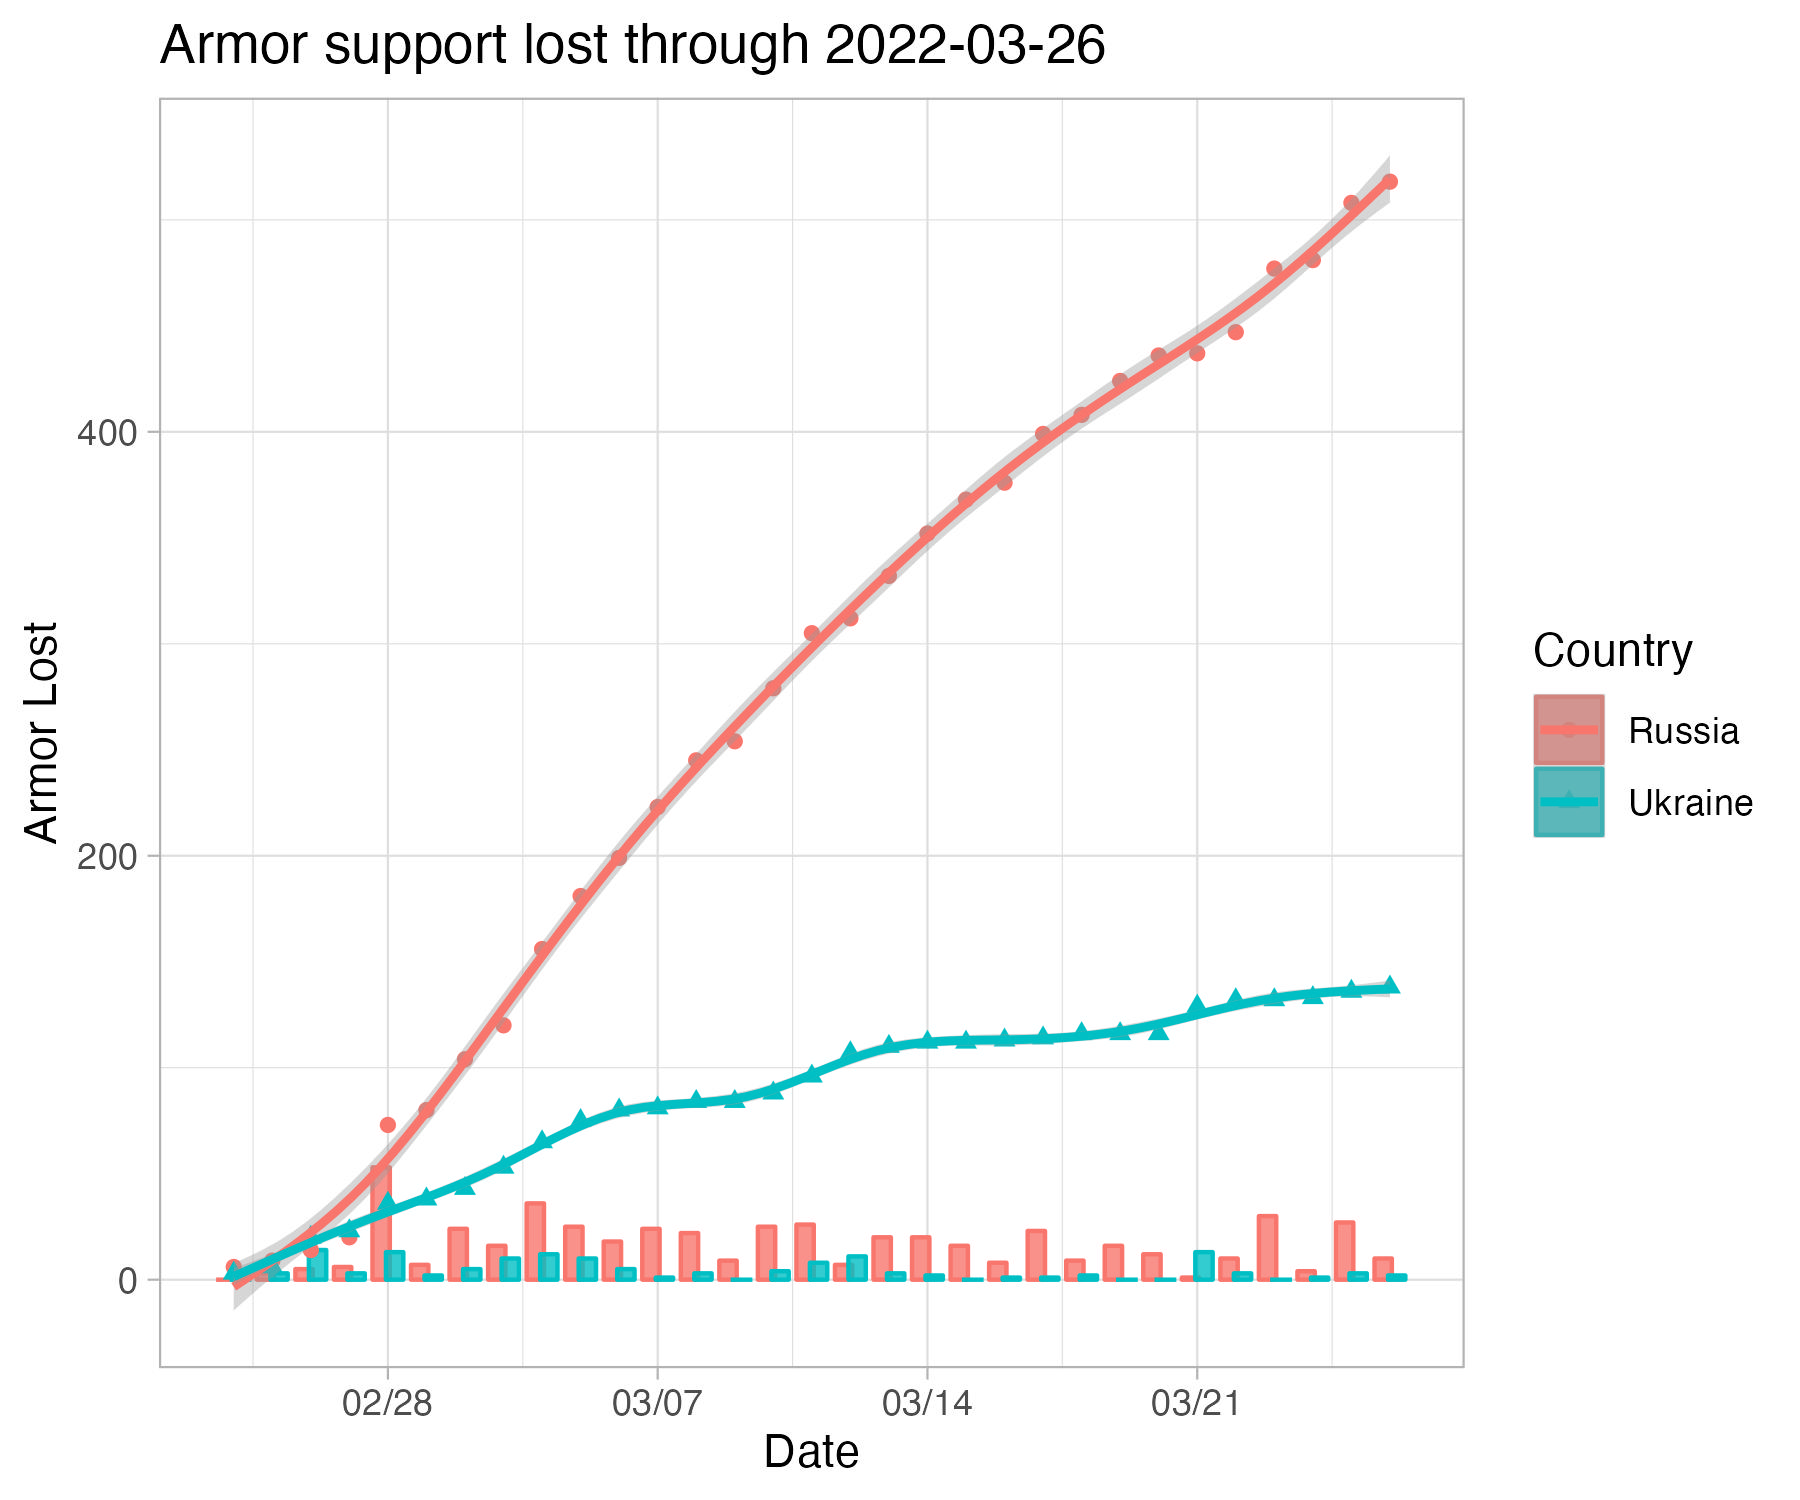 Armor support lost through 2022-03-26
Armor Lost
400
200
0
02/28 03/07 03/14 03/21
Date
Country
Russia
Ukraine